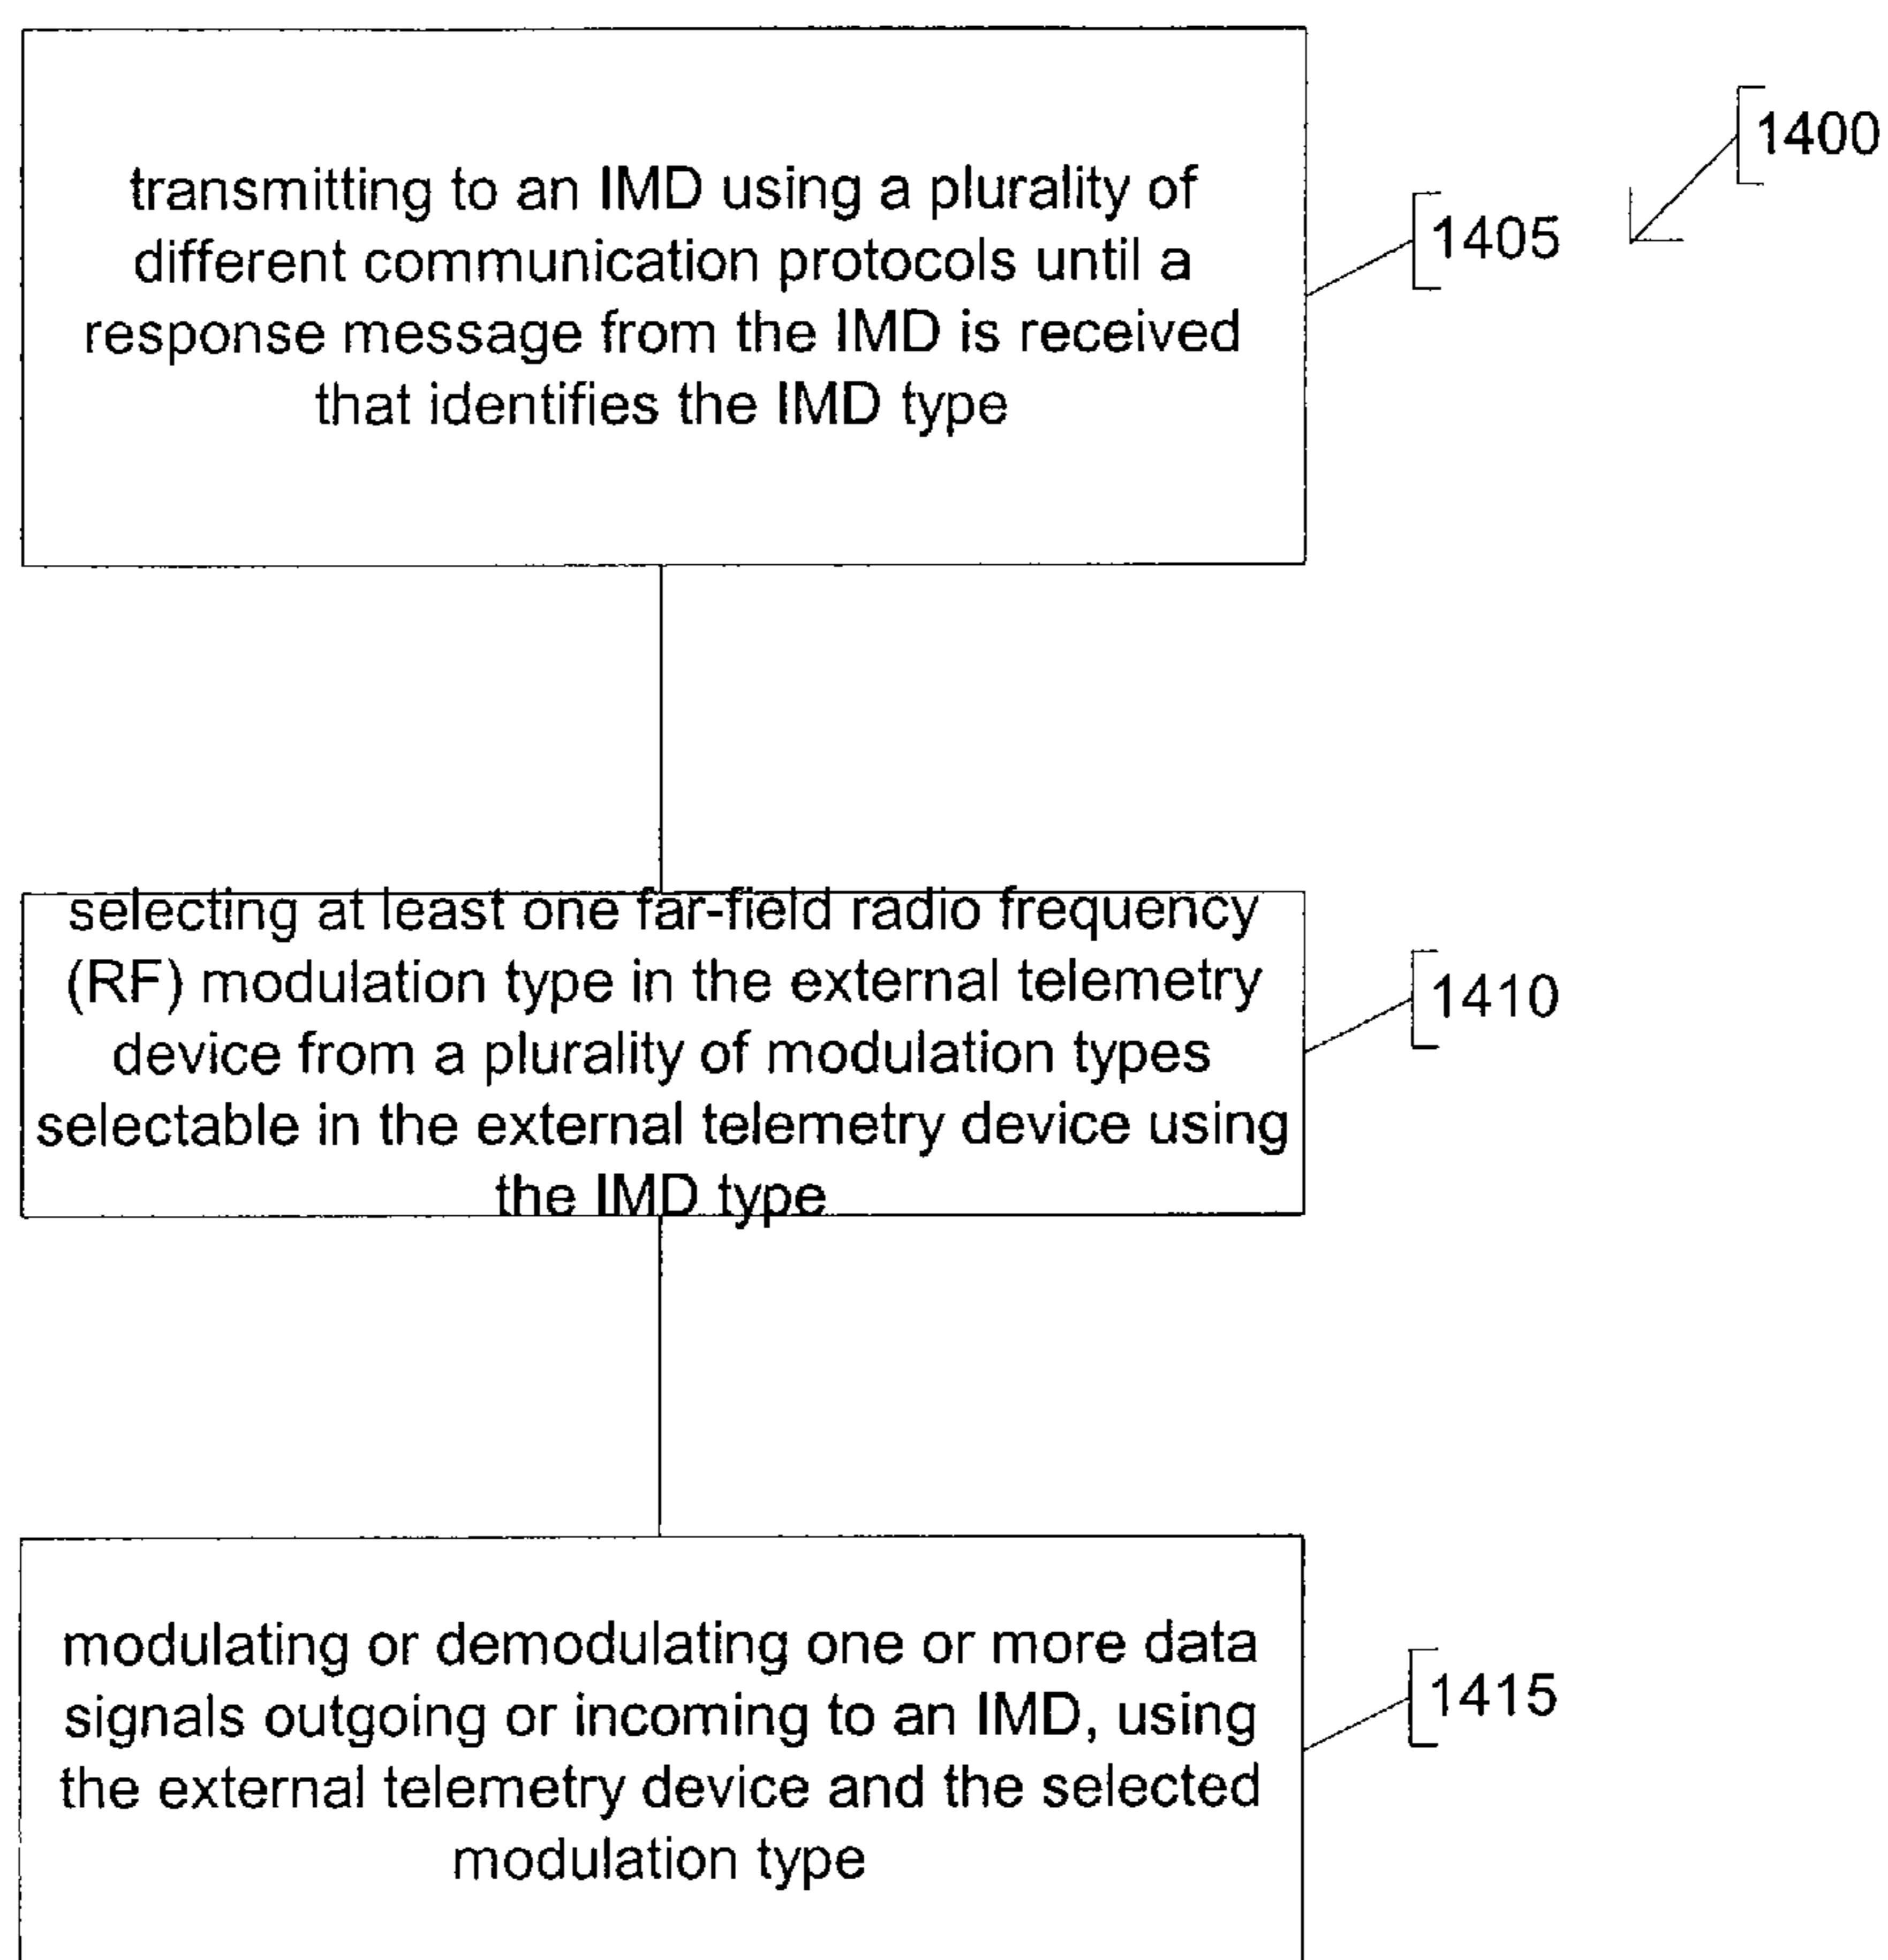 transmitting to an IMD using a plurality of
different communication protocols until a
response message from the IMD is received
that identifies the IMD type
1400
1405
selecting at least one far-field radio frequency
(RF) modulation type in the external telemetry
device from a plurality of modulation types
selectable in the external telemetry device using
the IMD type
1410
modulating or demodulating one or more data
signals outgoing or incoming to an IMD, using
the external telemetry device and the selected
modulation type
1415